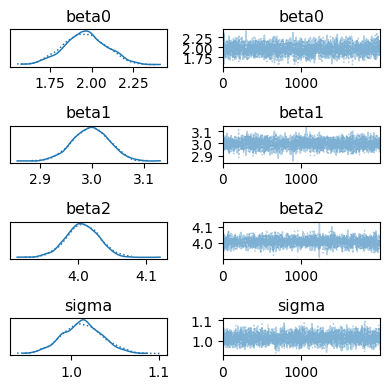 beta0 beta0
2.25
2.00
1.75
1.75 2.00 2.25 0 1000
beta1 beta1
3.1
3.0
2.9
2.9 3.0 3.1 0 1000
beta2 beta2
4.1
4.0
4.0 4.1 0 1000
sigma sigma
1.1
1.0
1.0 1.1 0 1000